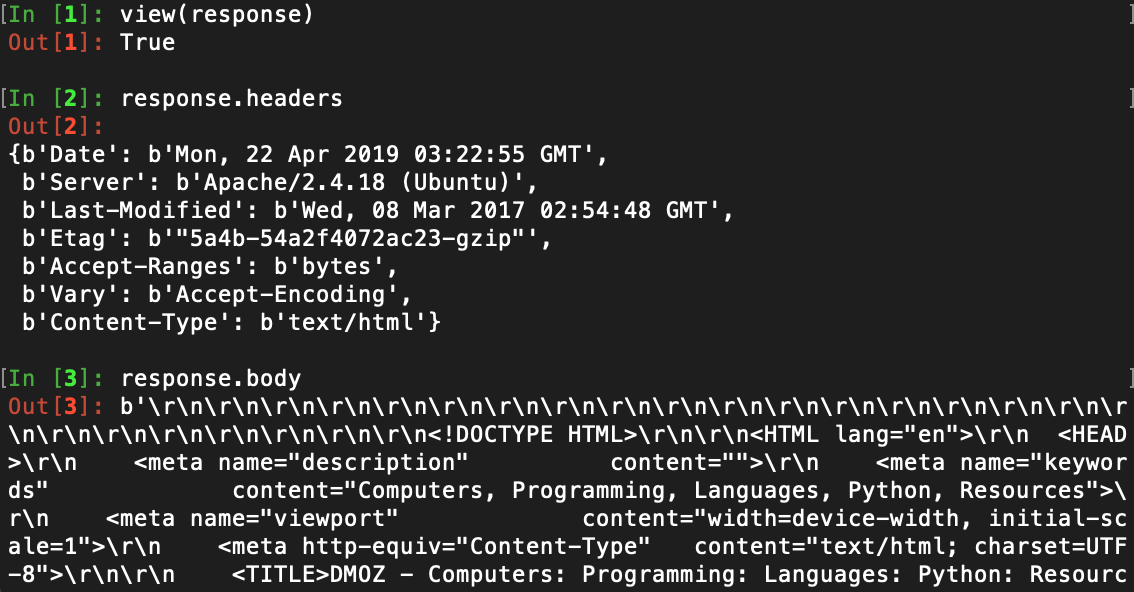 [In [1]: view(response) ]
Out[1]: True
[In [2]: response.headers ]
Out[2]:
{b'Date': b'Mon, 22 Apr 2019 03:22:55 GMT',
 b'Server': b'Apache/2.4.18 (Ubuntu)',
 b'Last-Modified': b'Wed, 08 Mar 2017 02:54:48 GMT',
 b'Etag': b'"5a4b-54a2f4072ac23-gzip"',
 b'Accept-Ranges': b'bytes',
 b'Vary': b'Accept-Encoding',
 b'Content-Type': b'text/html'}
[In [3]: response.body ]
Out[3]: b'\r\n\r\n\r\n\r\n\r\n\r\n\r\n\r\n\r\n\r\n\r\n\r\n\r\n\r\n\r\n\r\n\r\n\r
\n\r\n\r\n\r\n\r\n\r\n\r\n\r\n<!DOCTYPE HTML>\r\n\r\n<HTML lang="en">\r\n  <HEAD
>\r\n    <meta name="description"          content="">\r\n    <meta name="keywor
ds"             content="Computers, Programming, Languages, Python, Resources">\
r\n    <meta name="viewport"             content="width=device-width, initial-sc
ale=1">\r\n    <meta http-equiv="Content-Type"   content="text/html; charset=UTF
-8">\r\n\r\n    <TITLE>DMOZ - Computers: Programming: Languages: Python: Resourc